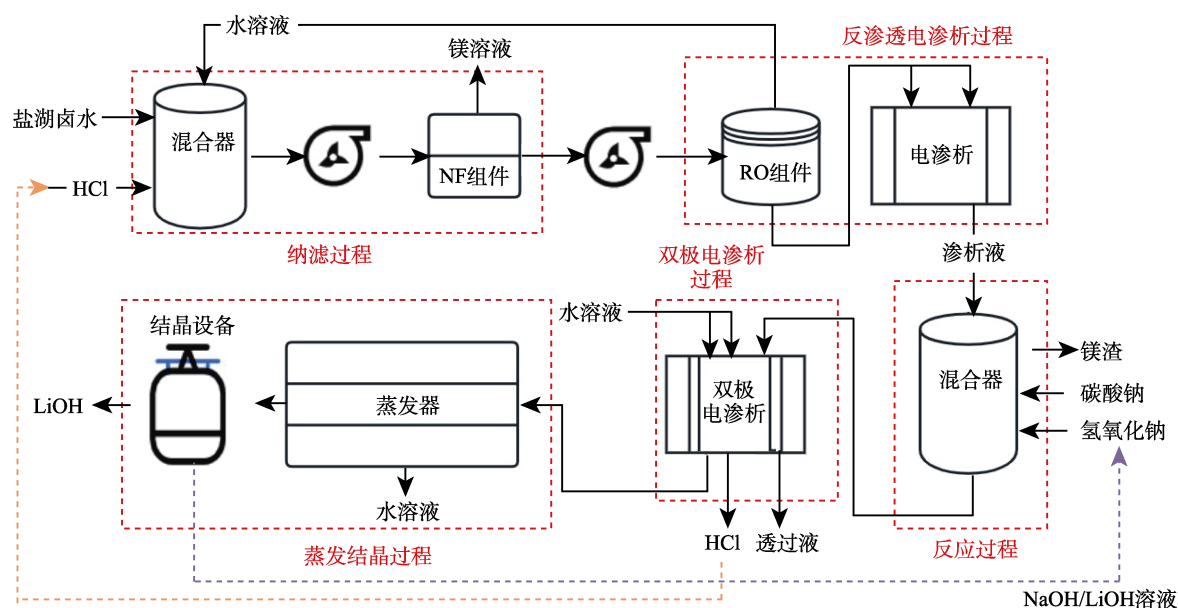 水溶液
镁溶液
反渗透电渗析过程
盐湖卤水
混合器
HCl
NF组件
RO组件
电渗析
纳滤过程
双极电渗析
过程
渗析液
结晶设备
水溶液
LiOH
蒸发器
双极
电渗析
混合器
镁渣
碳酸钠
氢氧化钠
水溶液
HCl
透过液
蒸发结晶过程
反应过程
NaOH/LiOH溶液